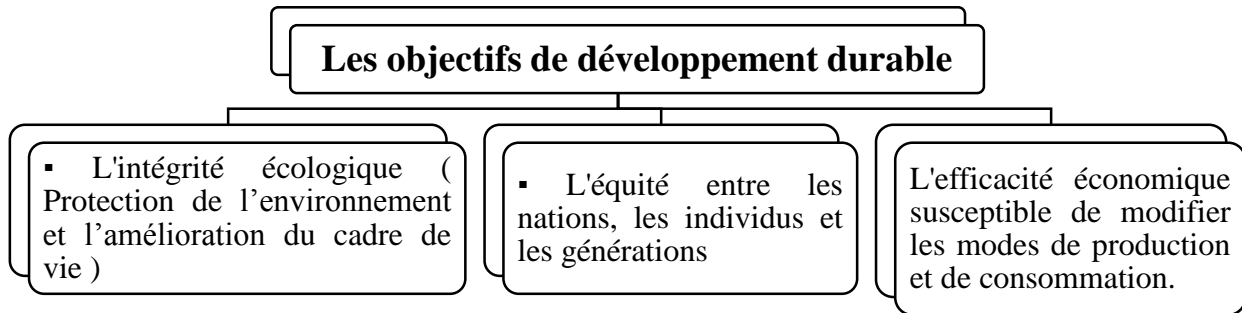 Les objectifs de développement durable
▪ L'intégrité écologique (
Protection de l’environnement
et l’amélioration du cadre de
vie )
▪ L'équité entre les
nations, les individus et
les générations
L'efficacité économique
susceptible de modifier
les modes de production
et de consommation.